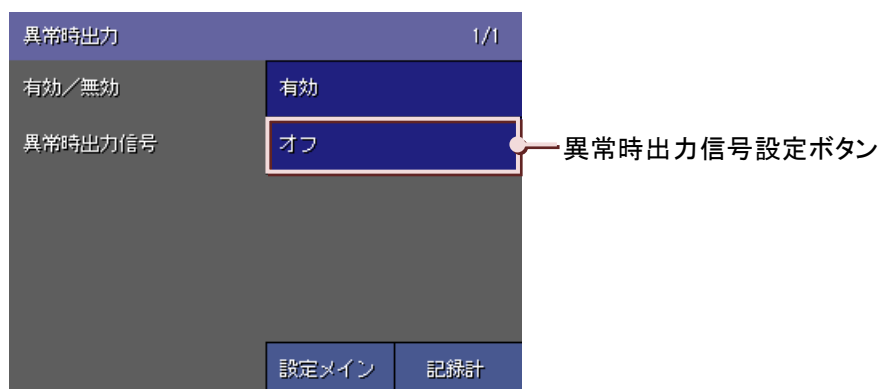 異常時出力 1/1
有効／無効 有効
異常時出力信号 オフ
異常時出力信号設定ボタン
設定メイン 記録計